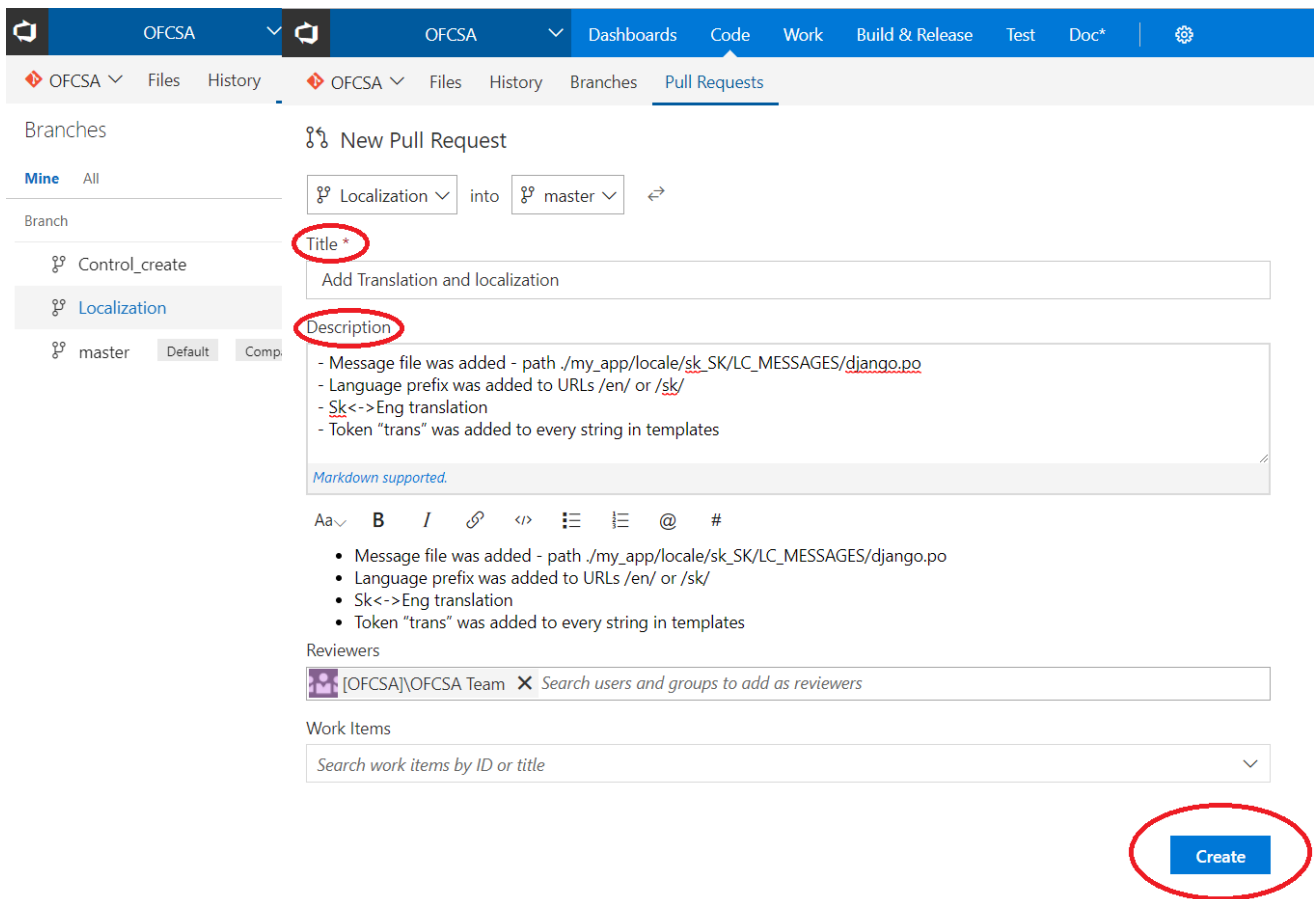 OFCSA
OFCSA Files History
Branches
Mine All
Branch
Control_create
Localization
master Default
OFCSA Dashboards Code Work Build & Release Test Doc*
OFCSA Files History Branches Pull Requests
New Pull Request
Localization into master
Title *
Add Translation and localization
Description
- Message file was added - path ./my_app/locale/sk_SK/LC_MESSAGES/django.po
- Language prefix was added to URLs /en/ or /sk/
- Sk<->Eng translation
- Token “trans” was added to every string in templates
Markdown supported.
Aa B I </> @ #
• Message file was added - path ./my_app/locale/sk_SK/LC_MESSAGES/django.po
• Language prefix was added to URLs /en/ or /sk/
• Sk<->Eng translation
• Token “trans” was added to every string in templates
Reviewers
[OFCSA]\OFCSA Team Search users and groups to add as reviewers
Work Items
Search work items by ID or title
Create